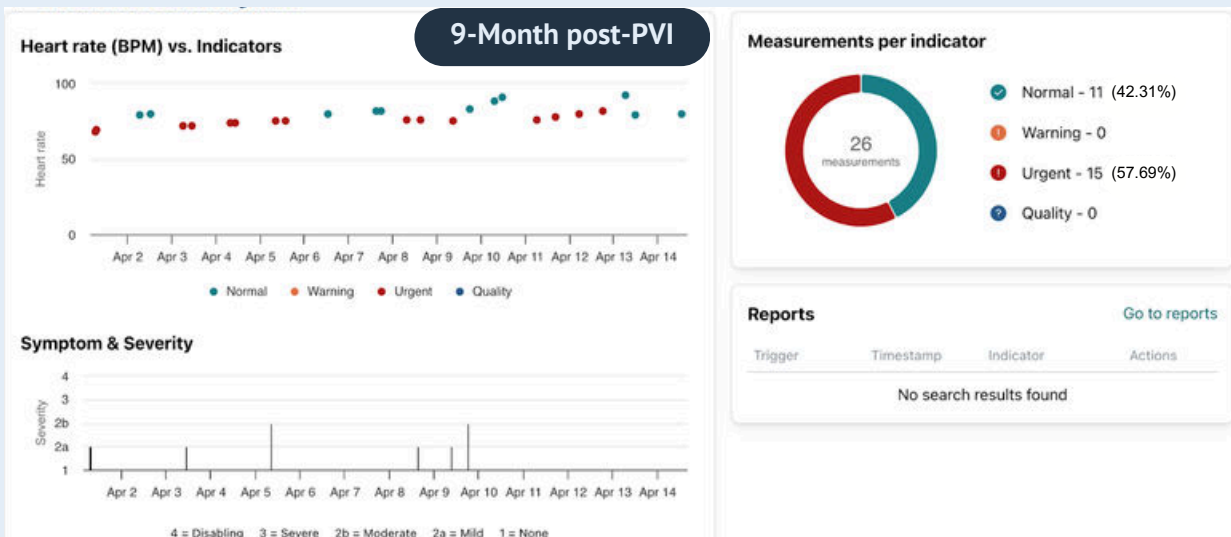 9-Month post-PVI
Heart rate (BPM) vs. Indicators
100
50
0
Heart rate
Apr 2 Apr 3 Apr 4 Apr 5 Apr 6 Apr 7 Apr 8 Apr 9 Apr 10 Apr 11 Apr 12 Apr 13 Apr 14
Normal Warning Urgent Quality
Symptom & Severity
4
3
2b
2a
1
Severity
Apr 2 Apr 3 Apr 4 Apr 5 Apr 6 Apr 7 Apr 8 Apr 9 Apr 10 Apr 11 Apr 12 Apr 13 Apr 14
4 = Disabling 3 = Severe 2b = Moderate 2a = Mild 1 = None
Measurements per indicator
26
measurements
Normal - 11 (42.31%)
Warning - 0
Urgent - 15 (57.69%)
Quality - 0
Reports Go to reports
Trigger Timestamp Indicator Actions
No search results found